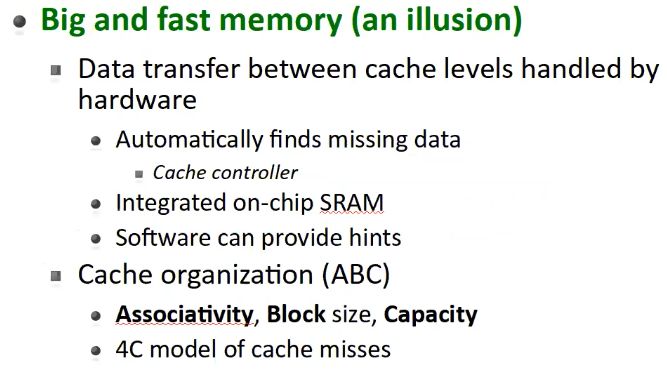 Big and fast memory (an illusion)
Data transfer between cache levels handled by
hardware
Automatically finds missing data
Cache controller
Integrated on-chip SRAM
Software can provide hints
Cache organization (ABC)
Associativity, Block size, Capacity
4C model of cache misses